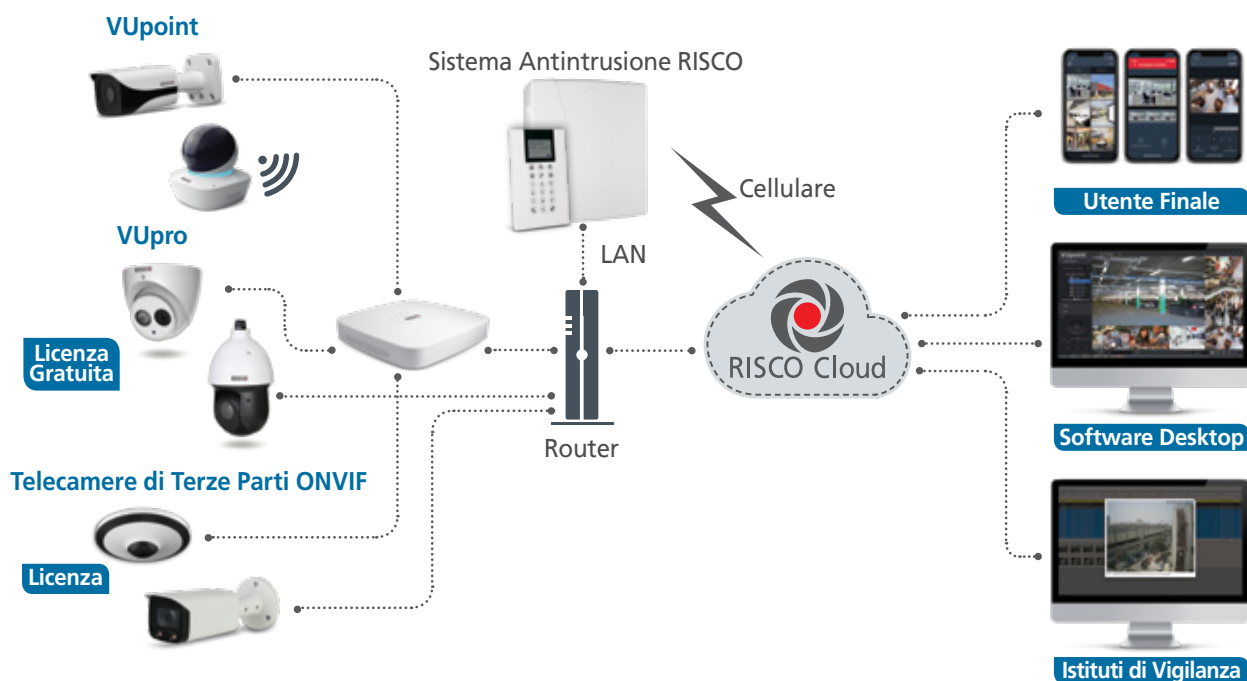 VUpoint
Sistema Antintrusione RISCO
Cellulare
Utente Finale
VUpro
LAN
Licenza
Gratuita
RISCO Cloud
Router
Software Desktop
Telecamere di Terze Parti ONVIF
Licenza
Istituti di Vigilanza